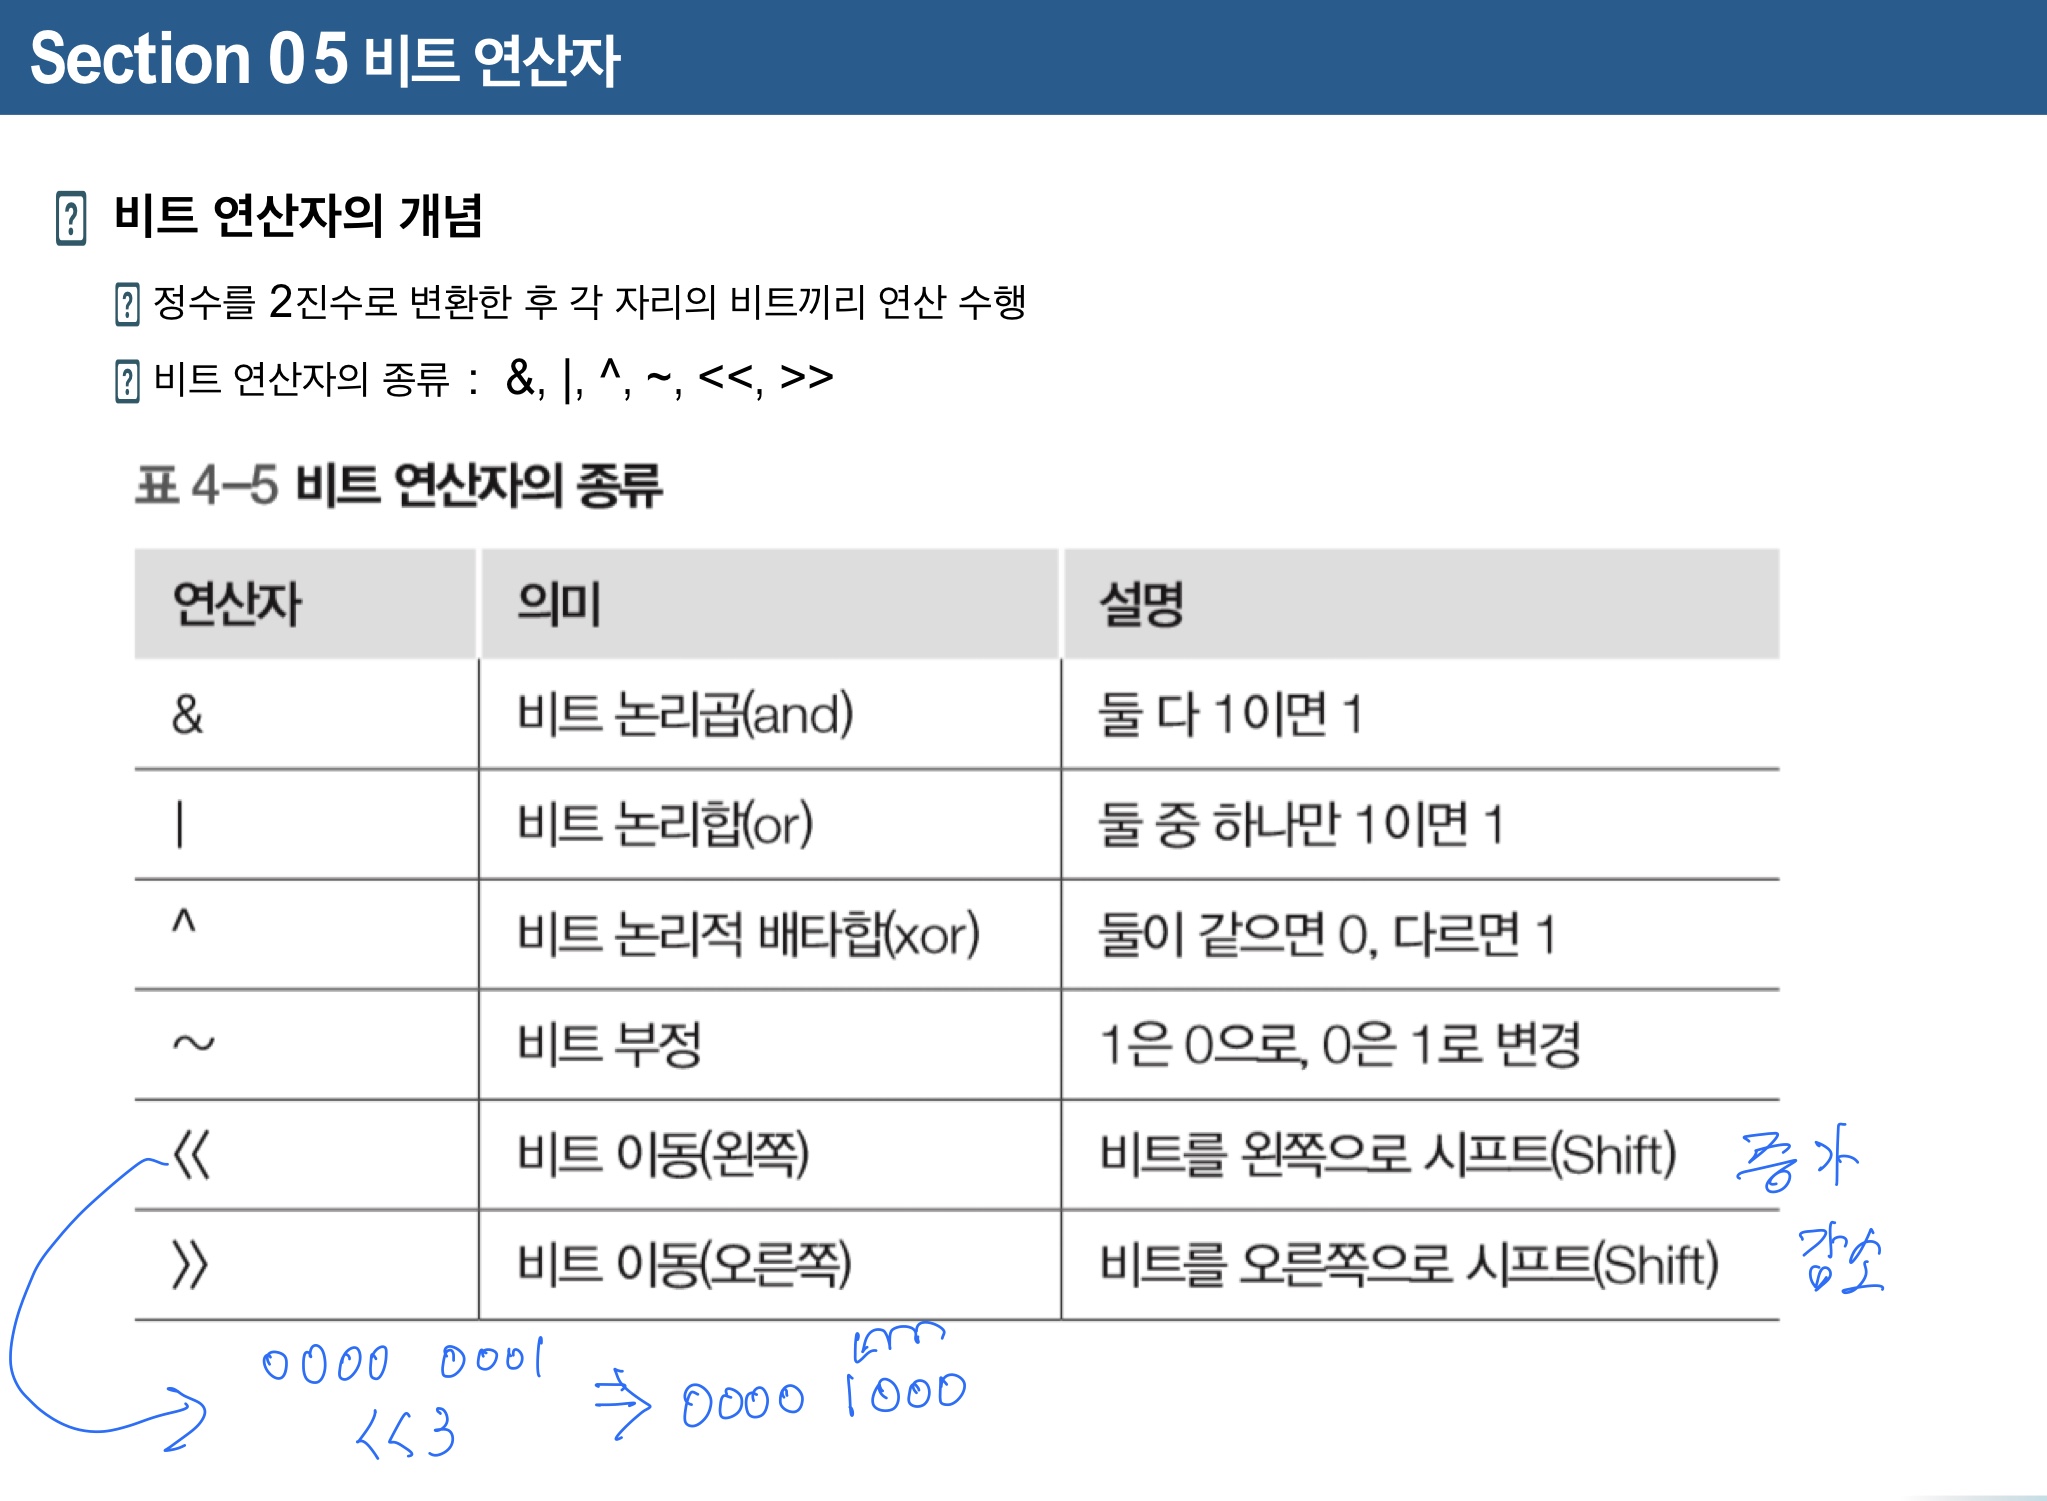 Section 05 비트 연산자
비트 연산자의 개념
정수를 2진수로 변환한 후 각 자리의 비트끼리 연산 수행
비트 연산자의 종류 : &, |, ^, ~, <<, >>
표 4-5 비트 연산자의 종류
연산자 의미 설명
& 비트 논리곱(and) 둘 다 1이면 1
| 비트 논리합(or) 둘 중 하나만 1이면 1
^ 비트 논리적 배타합(xor) 둘이 같으면 0, 다르면 1
~ 비트 부정 1은 0으로, 0은 1로 변경
<< 비트 이동(왼쪽) 비트를 왼쪽으로 시프트(Shift) 증가
>> 비트 이동(오른쪽) 비트를 오른쪽으로 시프트(Shift) 감소
0000 0001 ⇒ 0000 1000
<<3